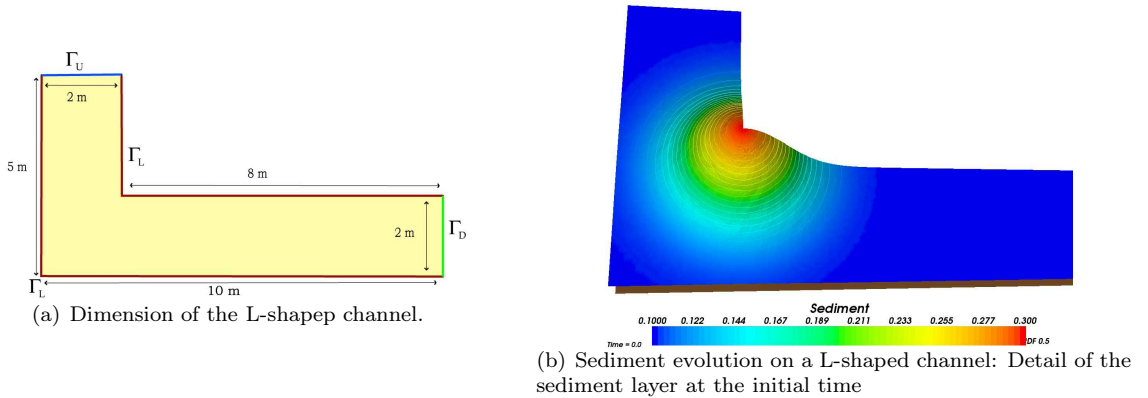 Γ_U
2 m
5 m
Γ_L
8 m
2 m
Γ_D
Γ_L
10 m
(a) Dimension of the L-shapep channel.
Sediment
0.1000 0.122 0.144 0.167 0.189 0.211 0.233 0.255 0.277 0.300
Time = 0.0
DF 0.5
(b) Sediment evolution on a L-shaped channel: Detail of the
sediment layer at the initial time